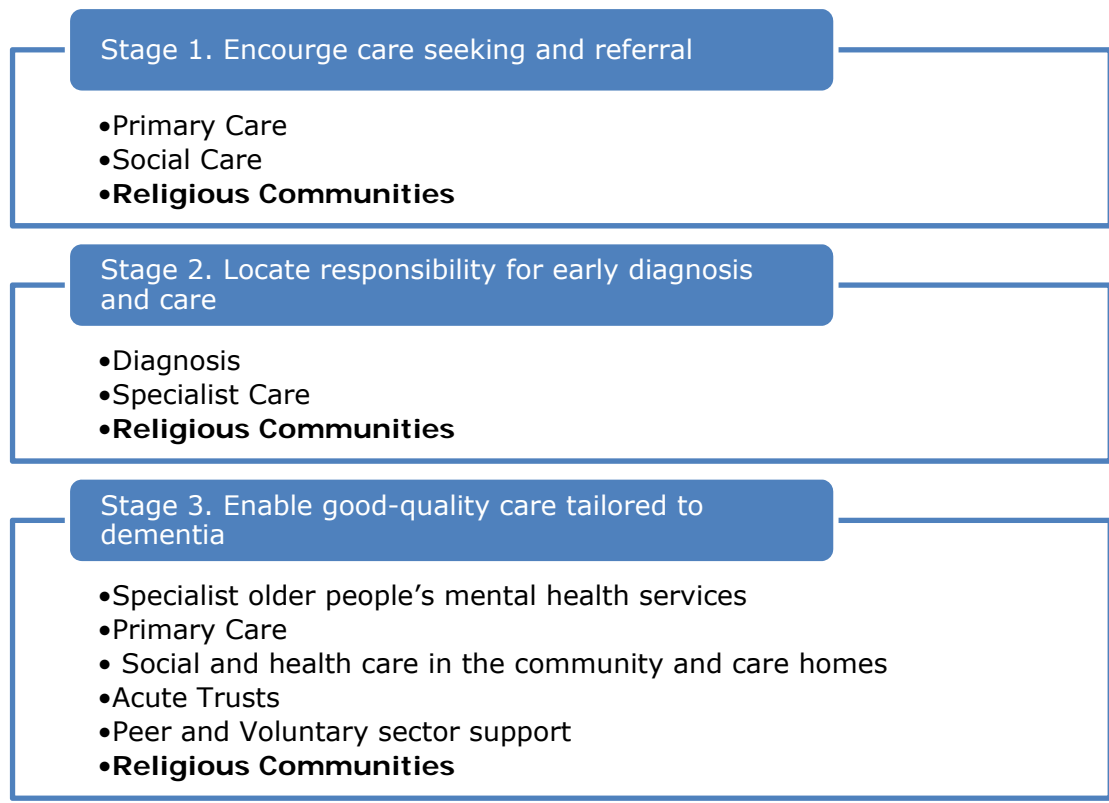 Stage 1. Encourge care seeking and referral
•Primary Care
•Social Care
•Religious Communities
Stage 2. Locate responsibility for early diagnosis
and care
•Diagnosis
•Specialist Care
•Religious Communities
Stage 3. Enable good-quality care tailored to
dementia
•Specialist older people’s mental health services
•Primary Care
• Social and health care in the community and care homes
•Acute Trusts
•Peer and Voluntary sector support
•Religious Communities